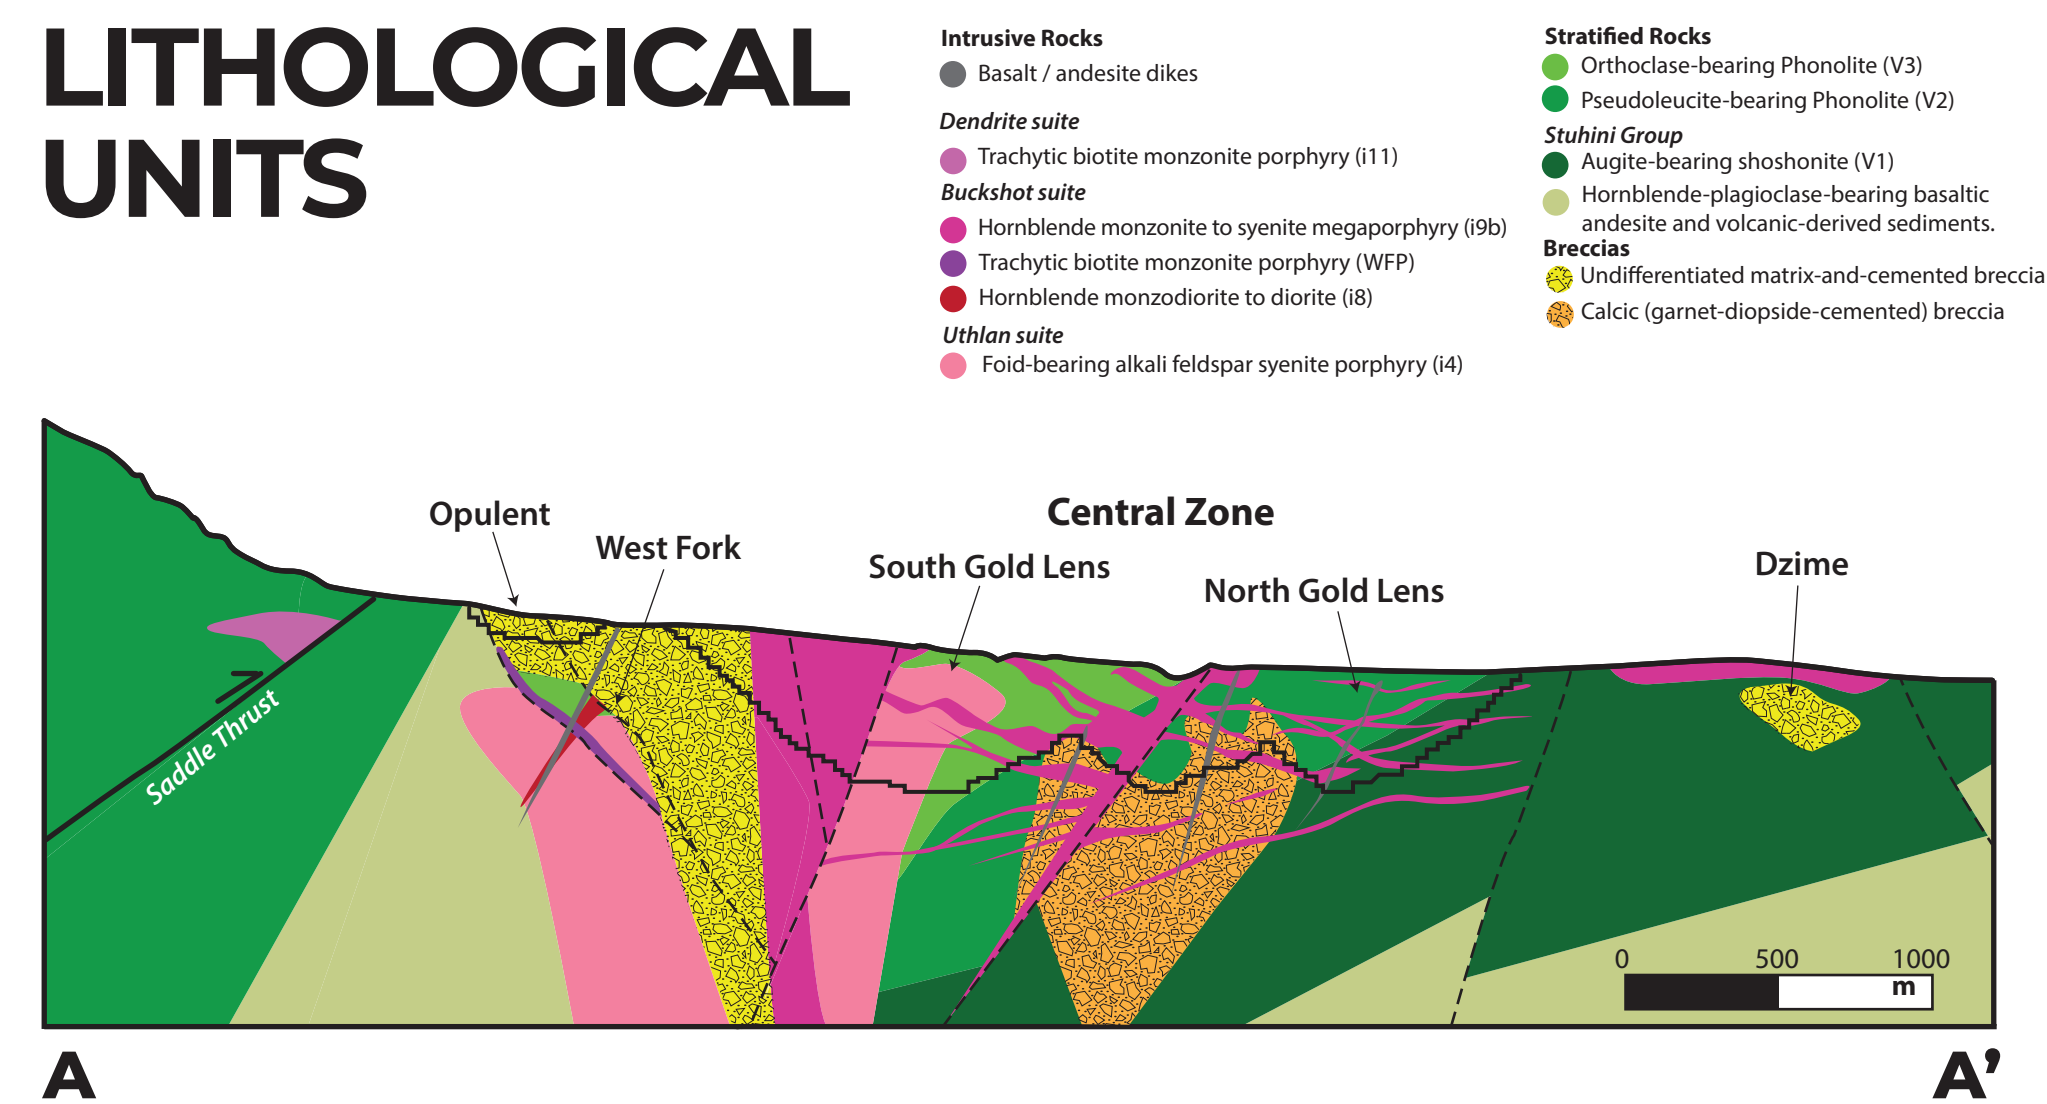 LITHOLOGICAL
UNITS
Intrusive Rocks
Basalt / andesite dikes
Dendrite suite
Trachytic biotite monzonite porphyry (i11)
Buckshot suite
Hornblende monzonite to syenite megaporphyry (i9b)
Trachytic biotite monzonite porphyry (WFP)
Hornblende monzodiorite to diorite (i8)
Uthlan suite
Foid-bearing alkali feldspar syenite porphyry (i4)
Stratified Rocks
Orthoclase-bearing Phonolite (V3)
Pseudoleucite-bearing Phonolite (V2)
Stuhini Group
Augite-bearing shoshonite (V1)
Hornblende-plagioclase-bearing basaltic
andesite and volcanic-derived sediments.
Breccias
Undifferentiated matrix-and-cemented breccia
Calcic (garnet-diopside-cemented) breccia
Opulent
West Fork
Central Zone
South Gold Lens
North Gold Lens
Dzime
Saddle Thrust
0 500 1000
m
A
A’